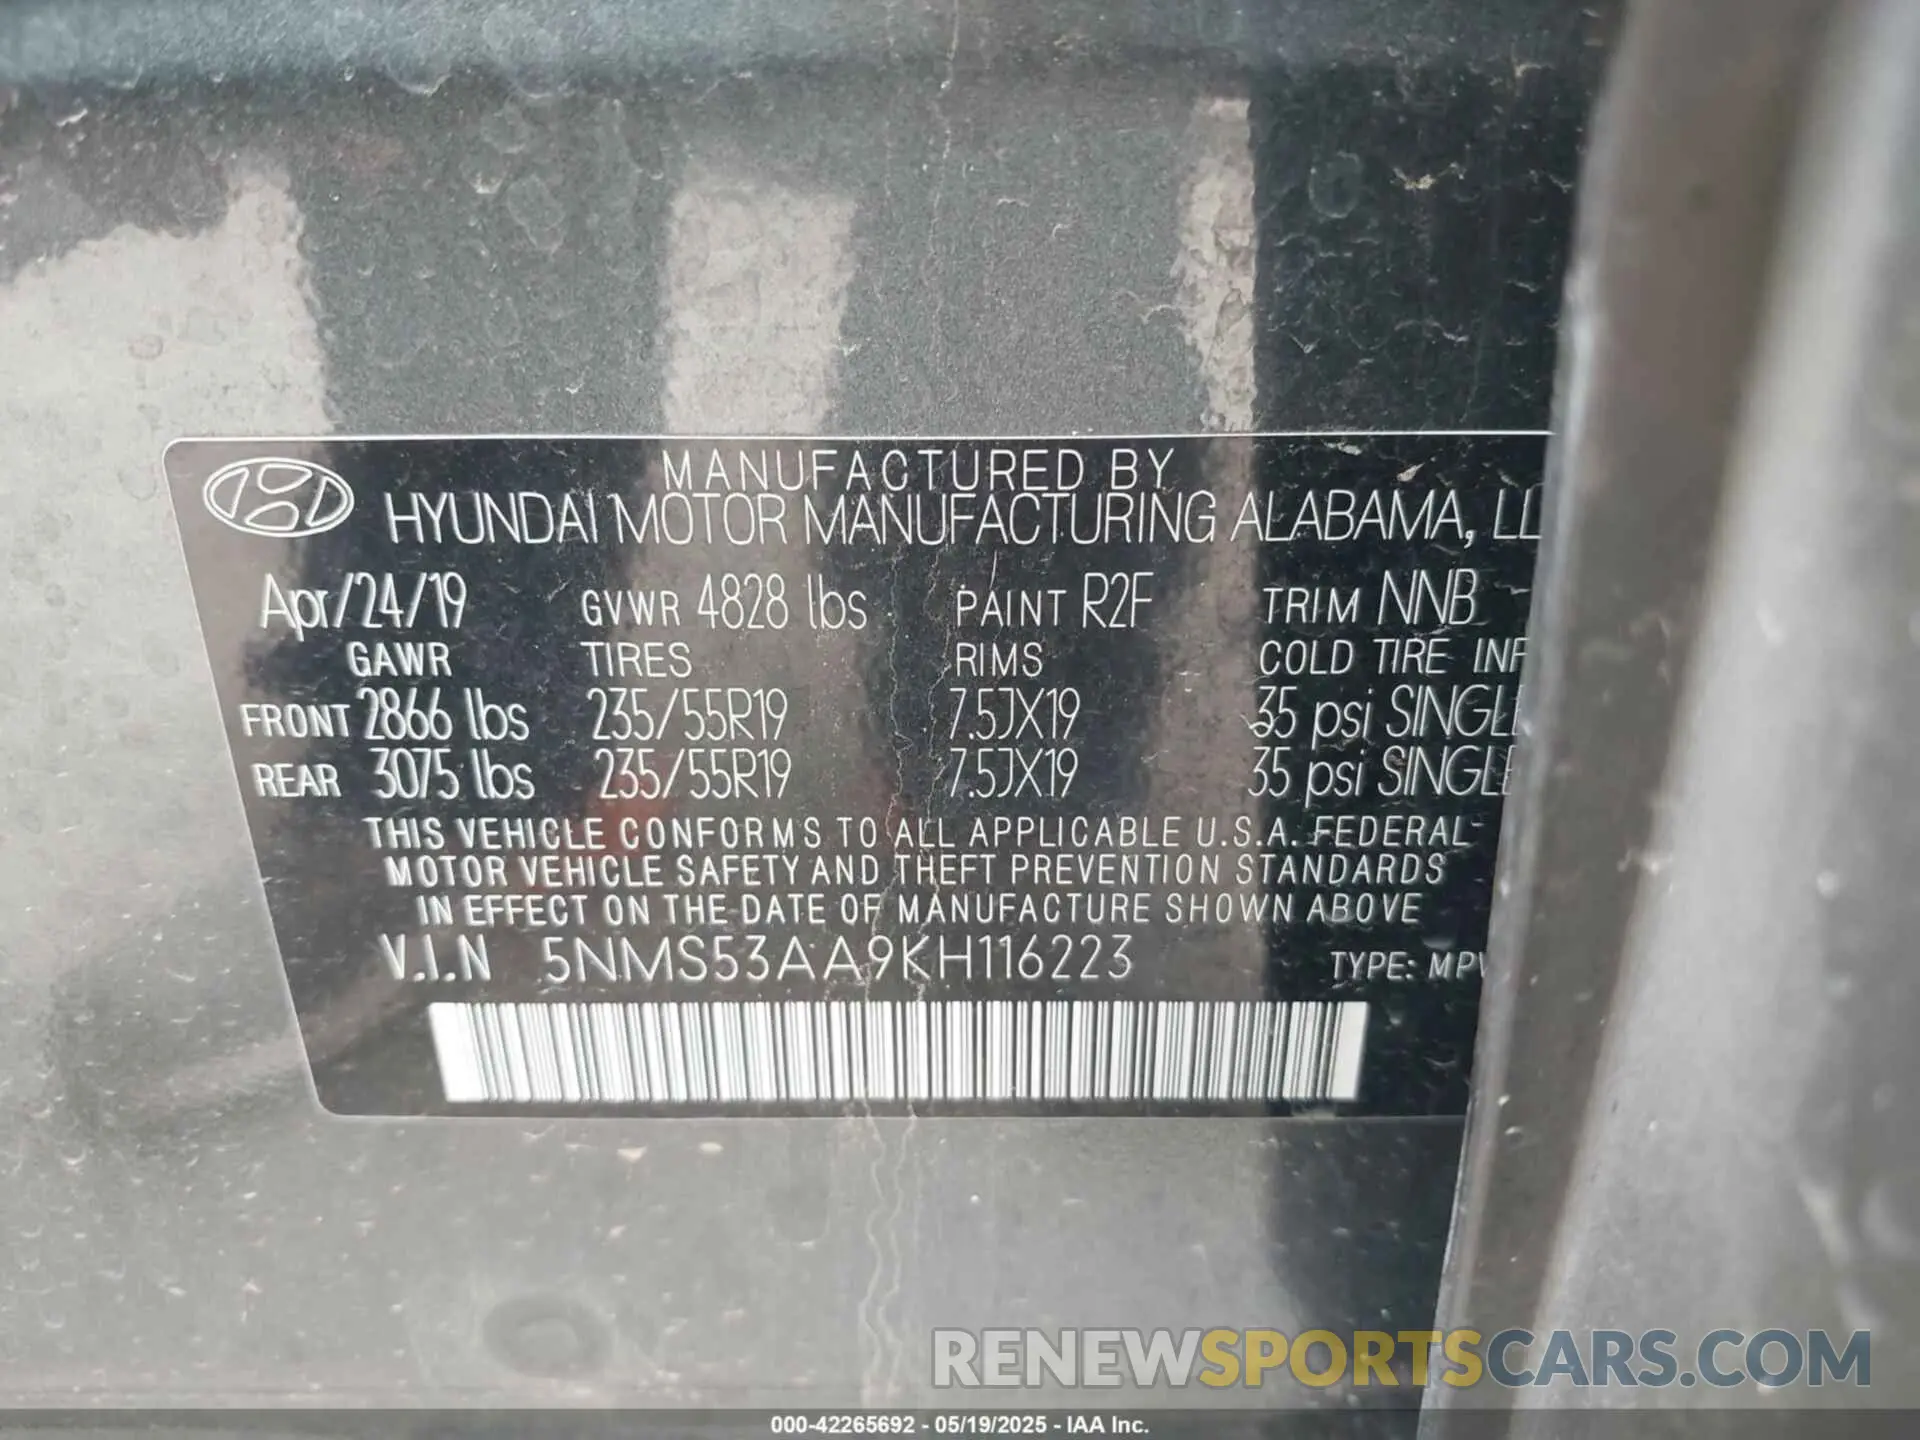 MANUFACTURED BY
HYUNDAI MOTOR MANUFACTURING ALABAMA, LL
Apr/24/19 GVWR 4828 lbs PAINT R2F TRIM NNB
GAWR TIRES RIMS COLD TIRE INF
FRONT 2866 lbs 235/55R19 7.5JX19 35 psi SINGLE
REAR 3075 lbs 235/55R19 7.5JX19 35 psi SINGLE
THIS VEHICLE CONFORMS TO ALL APPLICABLE U.S.A. FEDERAL
MOTOR VEHICLE SAFETY AND THEFT PREVENTION STANDARDS
IN EFFECT ON THE DATE OF MANUFACTURE SHOWN ABOVE
V.I.N 5NMS53AA9KH116223 TYPE: MPV
RENEWSPORTSCARS.COM
000-42265692 - 05/19/2025 - IAA Inc.